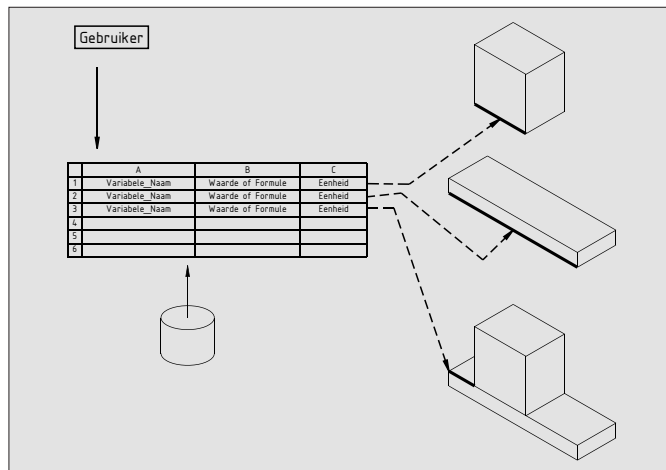 Gebruiker
A B C
1 Variabele_Naam Waarde of Formule Eenheid
2 Variabele_Naam Waarde of Formule Eenheid
3 Variabele_Naam Waarde of Formule Eenheid
4
5
6